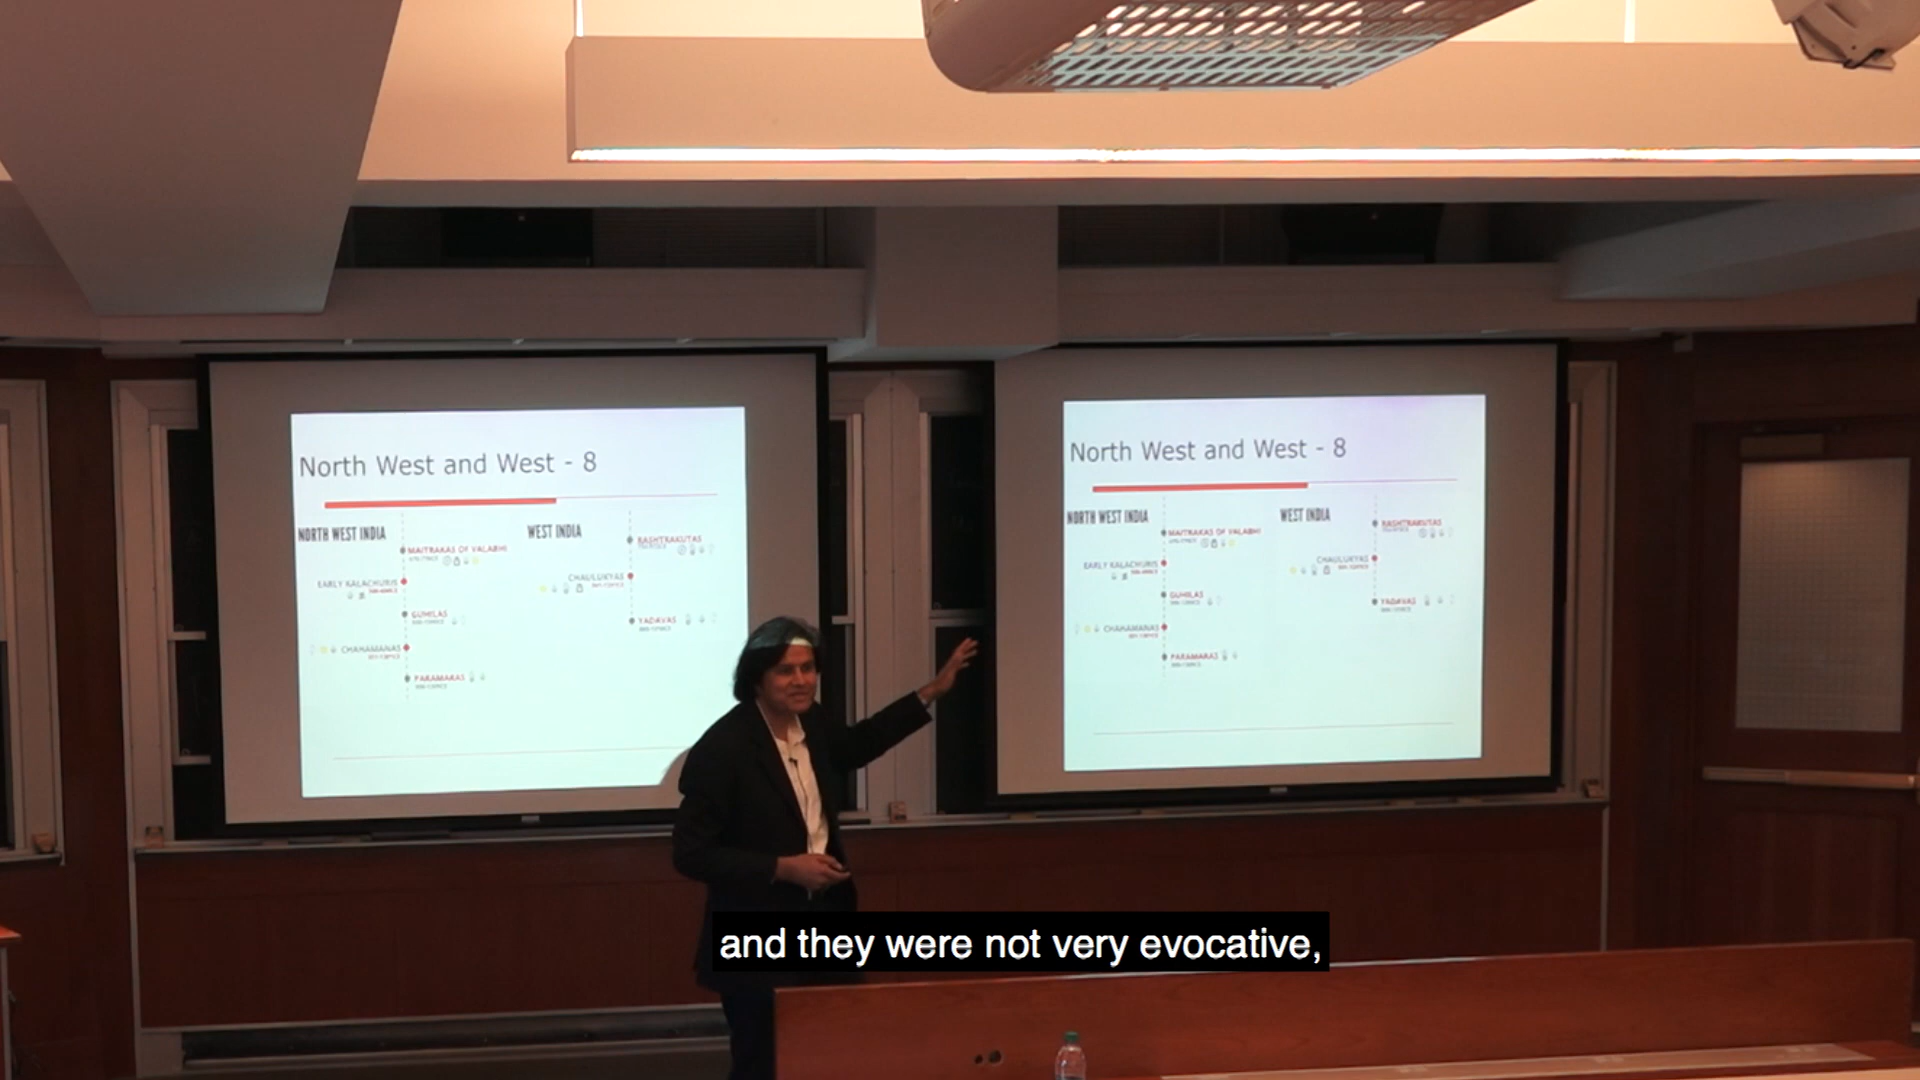 North West and West - 8
NORTH WEST INDIA
WEST INDIA
MAITRAKAS OF VALABHI
RASHTRAKUTAS
EARLY KALACHURIS
CHAULUKYAS
GUHILAS
YADAVAS
CHAHAMANAS
PARAMARAS
North West and West - 8
NORTH WEST INDIA
WEST INDIA
MAITRAKAS OF VALABHI
RASHTRAKUTAS
EARLY KALACHURIS
CHAULUKYAS
GUHILAS
YADAVAS
CHAHAMANAS
PARAMARAS
and they were not very evocative,